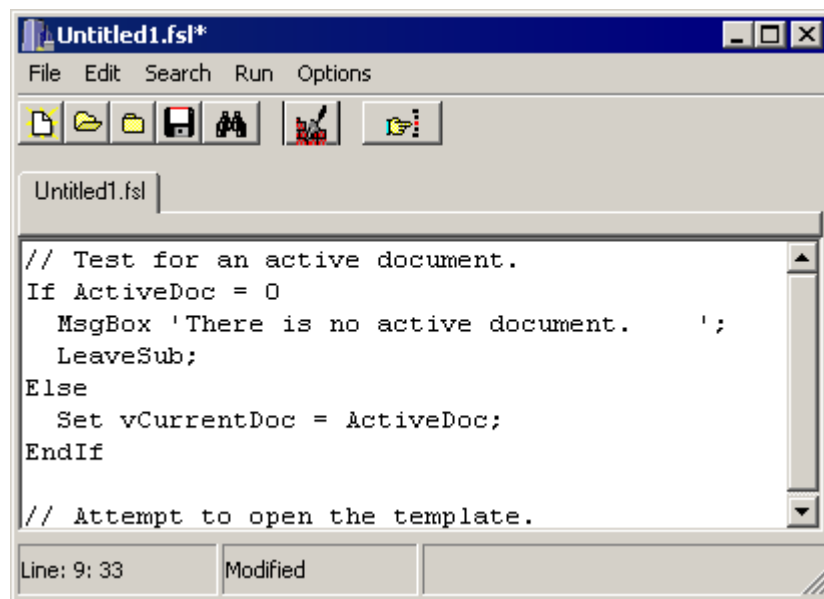 Untitled1.fsl*
File Edit Search Run Options
Untitled1.fsl
// Test for an active document.
If ActiveDoc = 0
  MsgBox 'There is no active document.    ';
  LeaveSub;
Else
  Set vCurrentDoc = ActiveDoc;
EndIf

// Attempt to open the template.
Line: 9: 33 Modified